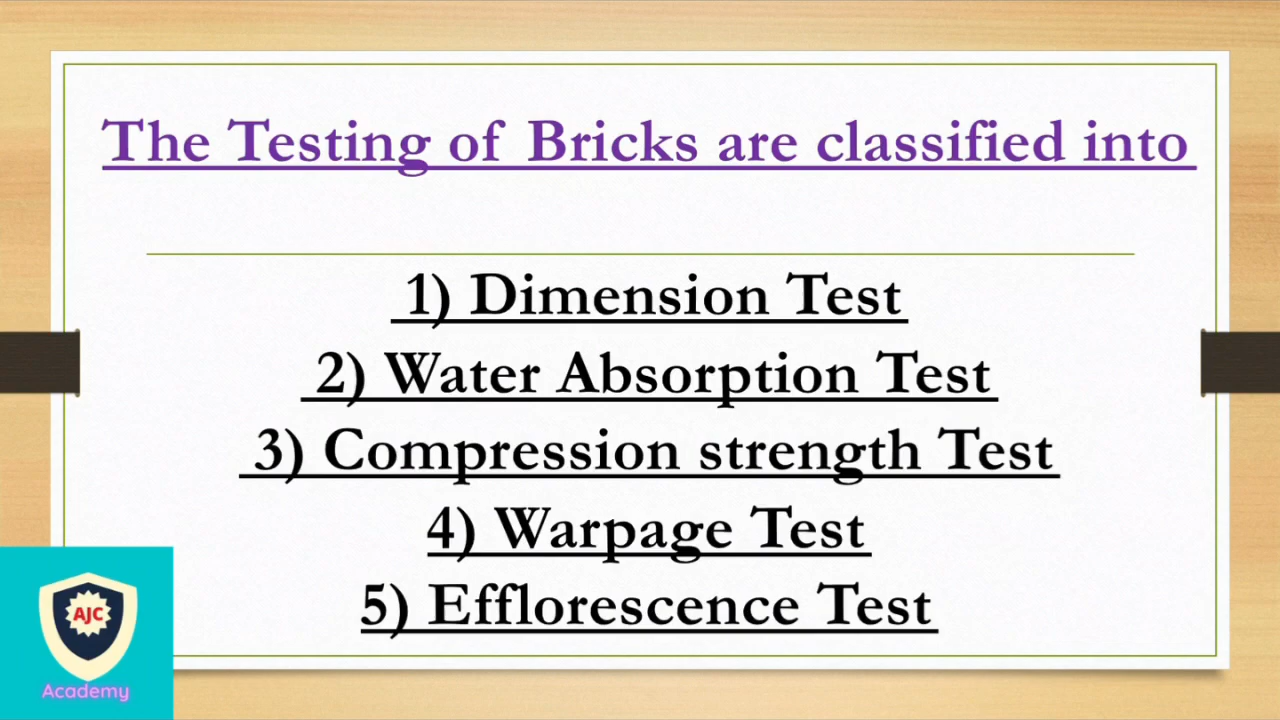 The Testing of Bricks are classified into
1) Dimension Test
2) Water Absorption Test
3) Compression strength Test
4) Warpage Test
5) Efflorescence Test
AJC
Academy